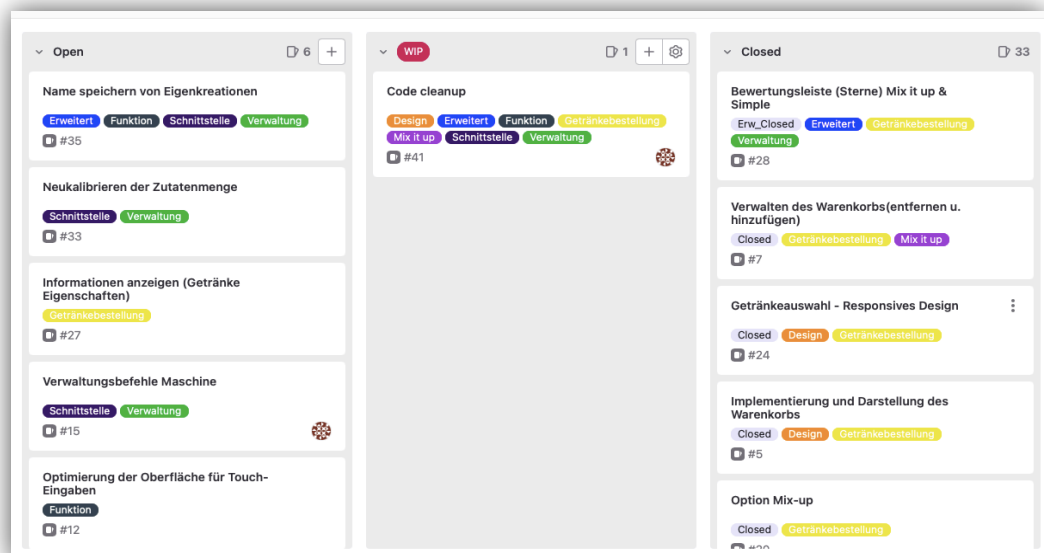 Open 6
Name speichern von Eigenkreationen
Erweitert Funktion Schnittstelle Verwaltung
#35
Neukalibrieren der Zutatenmenge
Schnittstelle Verwaltung
#33
Informationen anzeigen (Getränke
Eigenschaften)
Getränkebestellung
#27
Verwaltungsbefehle Maschine
Schnittstelle Verwaltung
#15
Optimierung der Oberfläche für Touch-
Eingaben
Funktion
#12
WIP 1
Code cleanup
Design Erweitert Funktion Getränkebestellung
Mix it up Schnittstelle Verwaltung
#41
Closed 33
Bewertungsleiste (Sterne) Mix it up &
Simple
Erw_Closed Erweitert Getränkebestellung
Verwaltung
#28
Verwalten des Warenkorbs(entfernen u.
hinzufügen)
Closed Getränkebestellung Mix it up
#7
Getränkeauswahl - Responsives Design
Closed Design Getränkebestellung
#24
Implementierung und Darstellung des
Warenkorbs
Closed Design Getränkebestellung
#5
Option Mix-up
Closed Getränkebestellung